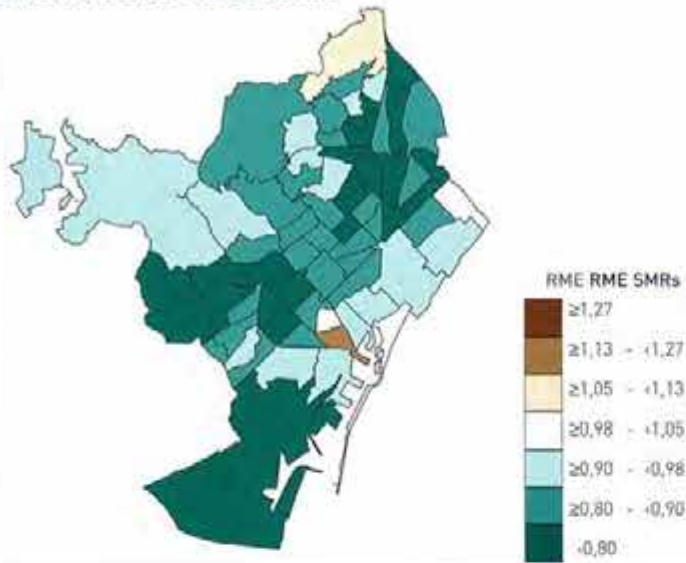 RME RME SMRs
≥1,27
≥1,13 - <1,27
≥1,05 - <1,13
≥0,98 - <1,05
≥0,90 - <0,98
≥0,80 - <0,90
<0,80